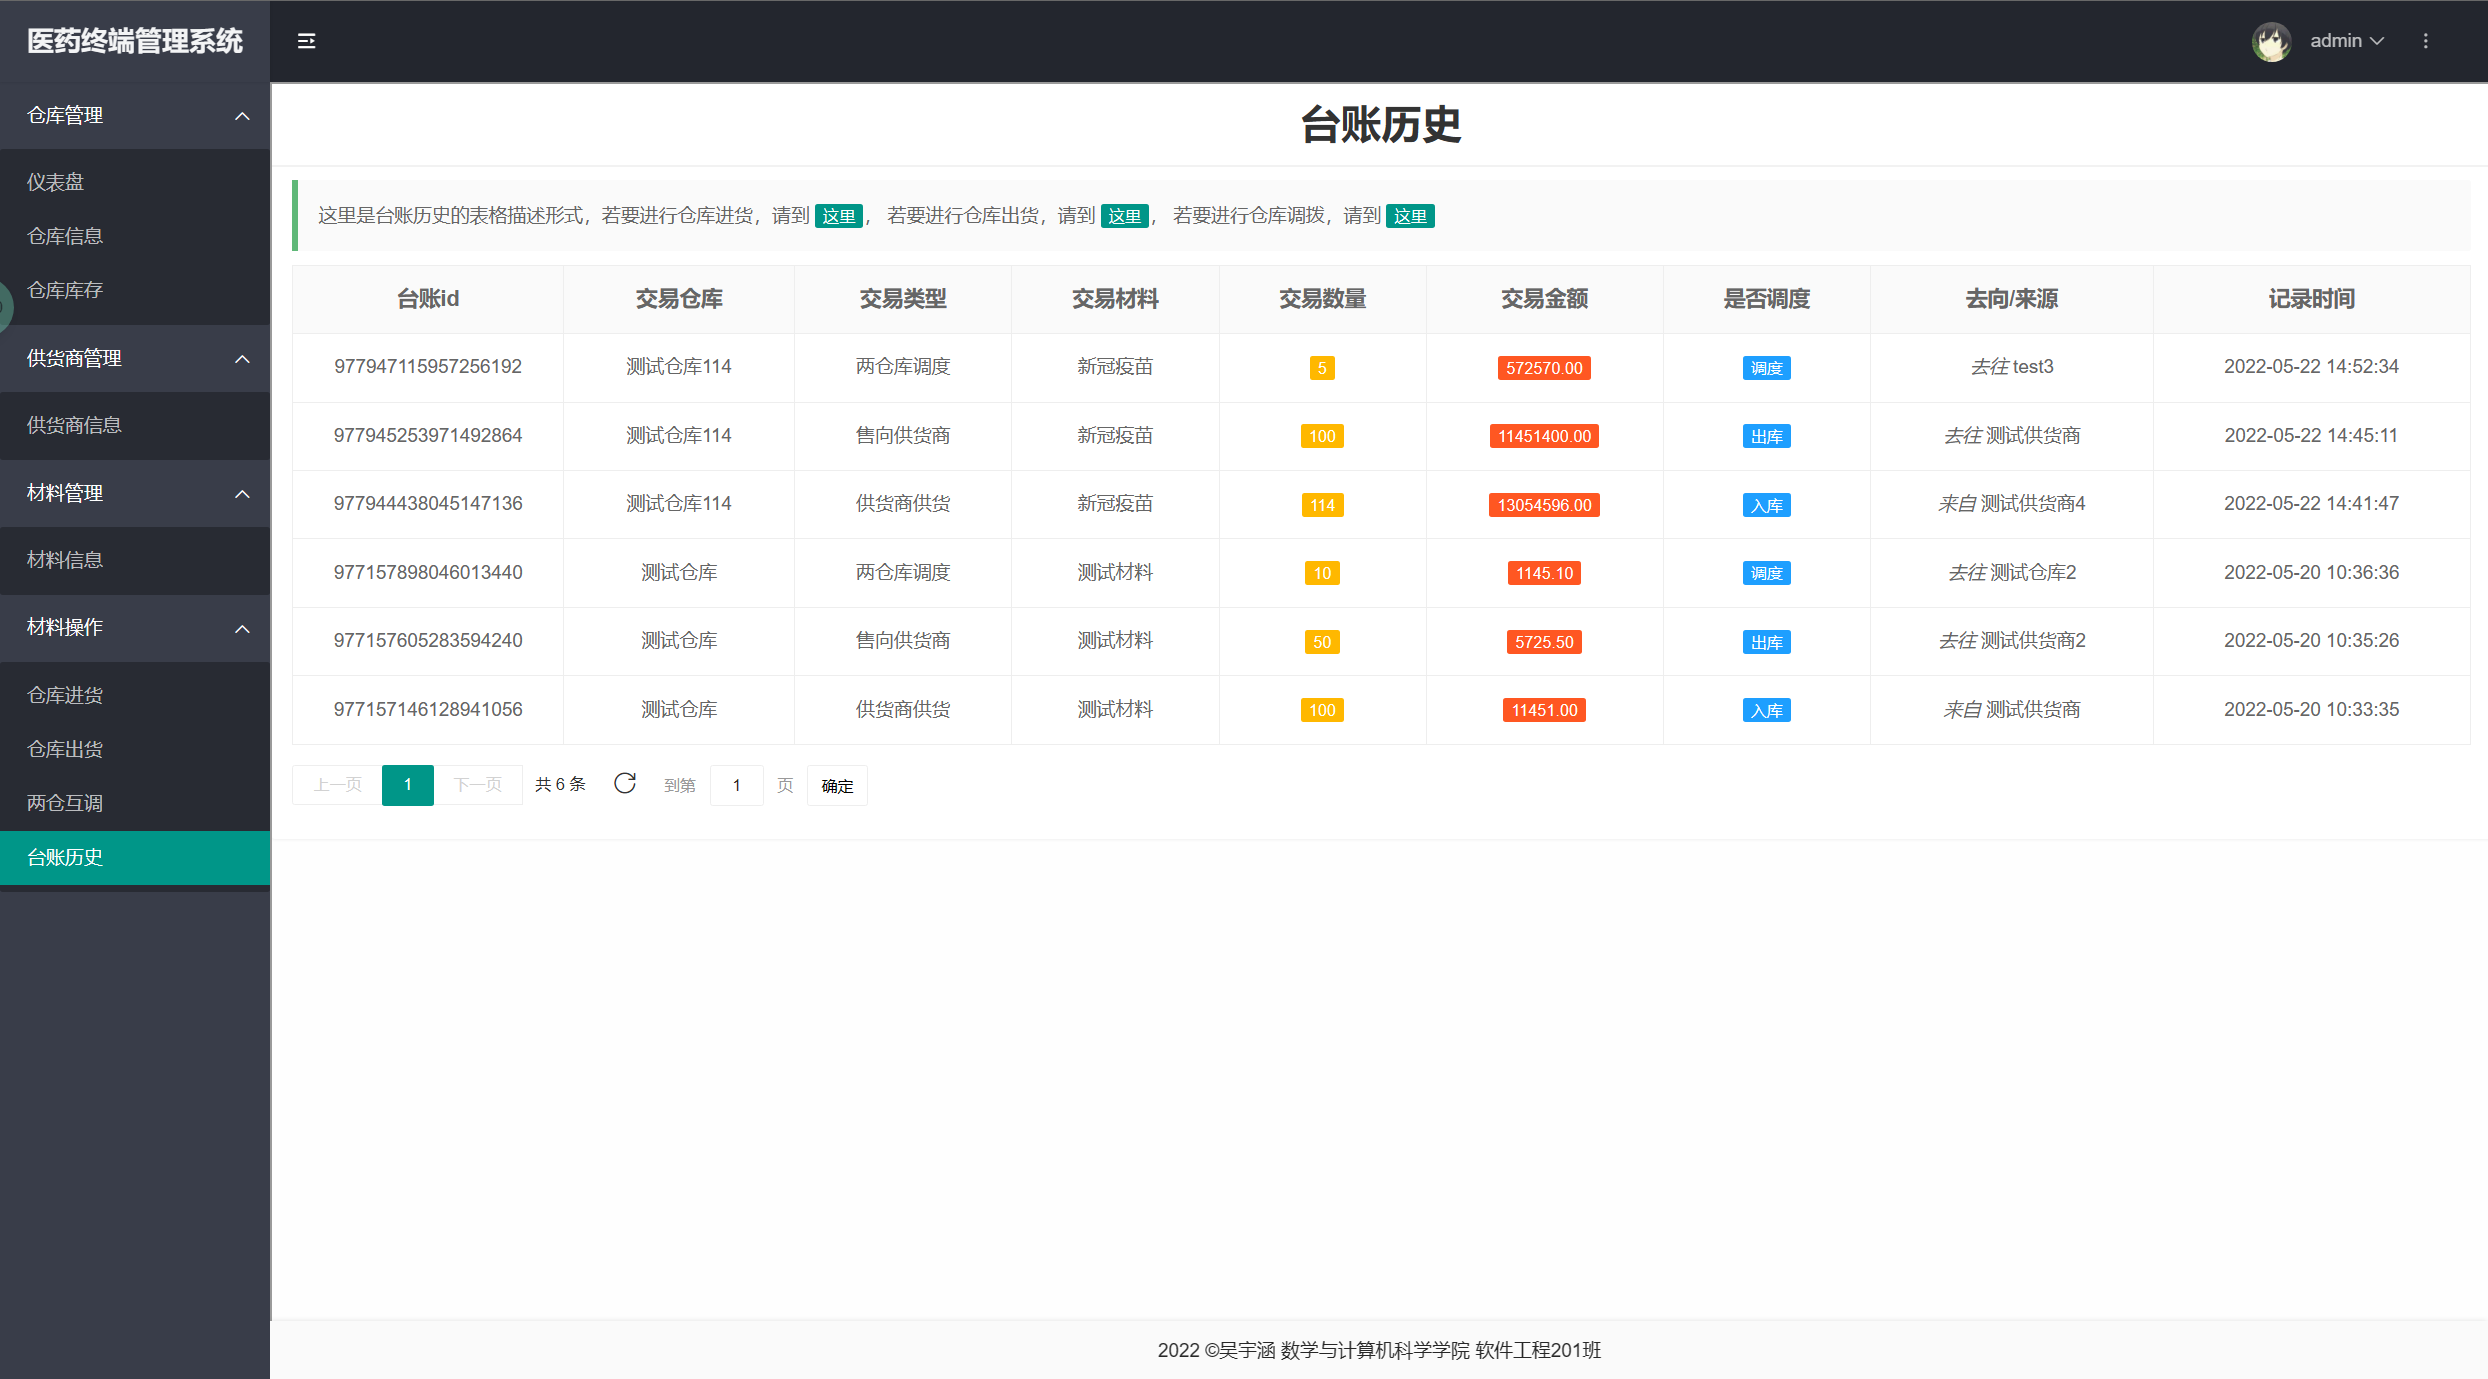 医药终端管理系统
admin
仓库管理
仪表盘
仓库信息
仓库库存
供货商管理
供货商信息
材料管理
材料信息
材料操作
仓库进货
仓库出货
两仓互调
台账历史
台账历史
这里是台账历史的表格描述形式，若要进行仓库进货，请到 这里， 若要进行仓库出货，请到 这里， 若要进行仓库调拨，请到 这里
台账id 交易仓库 交易类型 交易材料 交易数量 交易金额 是否调度 去向/来源 记录时间
977947115957256192 测试仓库114 两仓库调度 新冠疫苗 5 572570.00 调度 去往 test3 2022-05-22 14:52:34
977945253971492864 测试仓库114 售向供货商 新冠疫苗 100 11451400.00 出库 去往 测试供货商 2022-05-22 14:45:11
977944438045147136 测试仓库114 供货商供货 新冠疫苗 114 13054596.00 入库 来自 测试供货商4 2022-05-22 14:41:47
977157898046013440 测试仓库 两仓库调度 测试材料 10 1145.10 调度 去往 测试仓库2 2022-05-20 10:36:36
977157605283594240 测试仓库 售向供货商 测试材料 50 5725.50 出库 去往 测试供货商2 2022-05-20 10:35:26
977157146128941056 测试仓库 供货商供货 测试材料 100 11451.00 入库 来自 测试供货商 2022-05-20 10:33:35
上一页 1 下一页 共 6 条 到第 1 页 确定
2022 ©吴宇涵 数学与计算机科学学院 软件工程201班